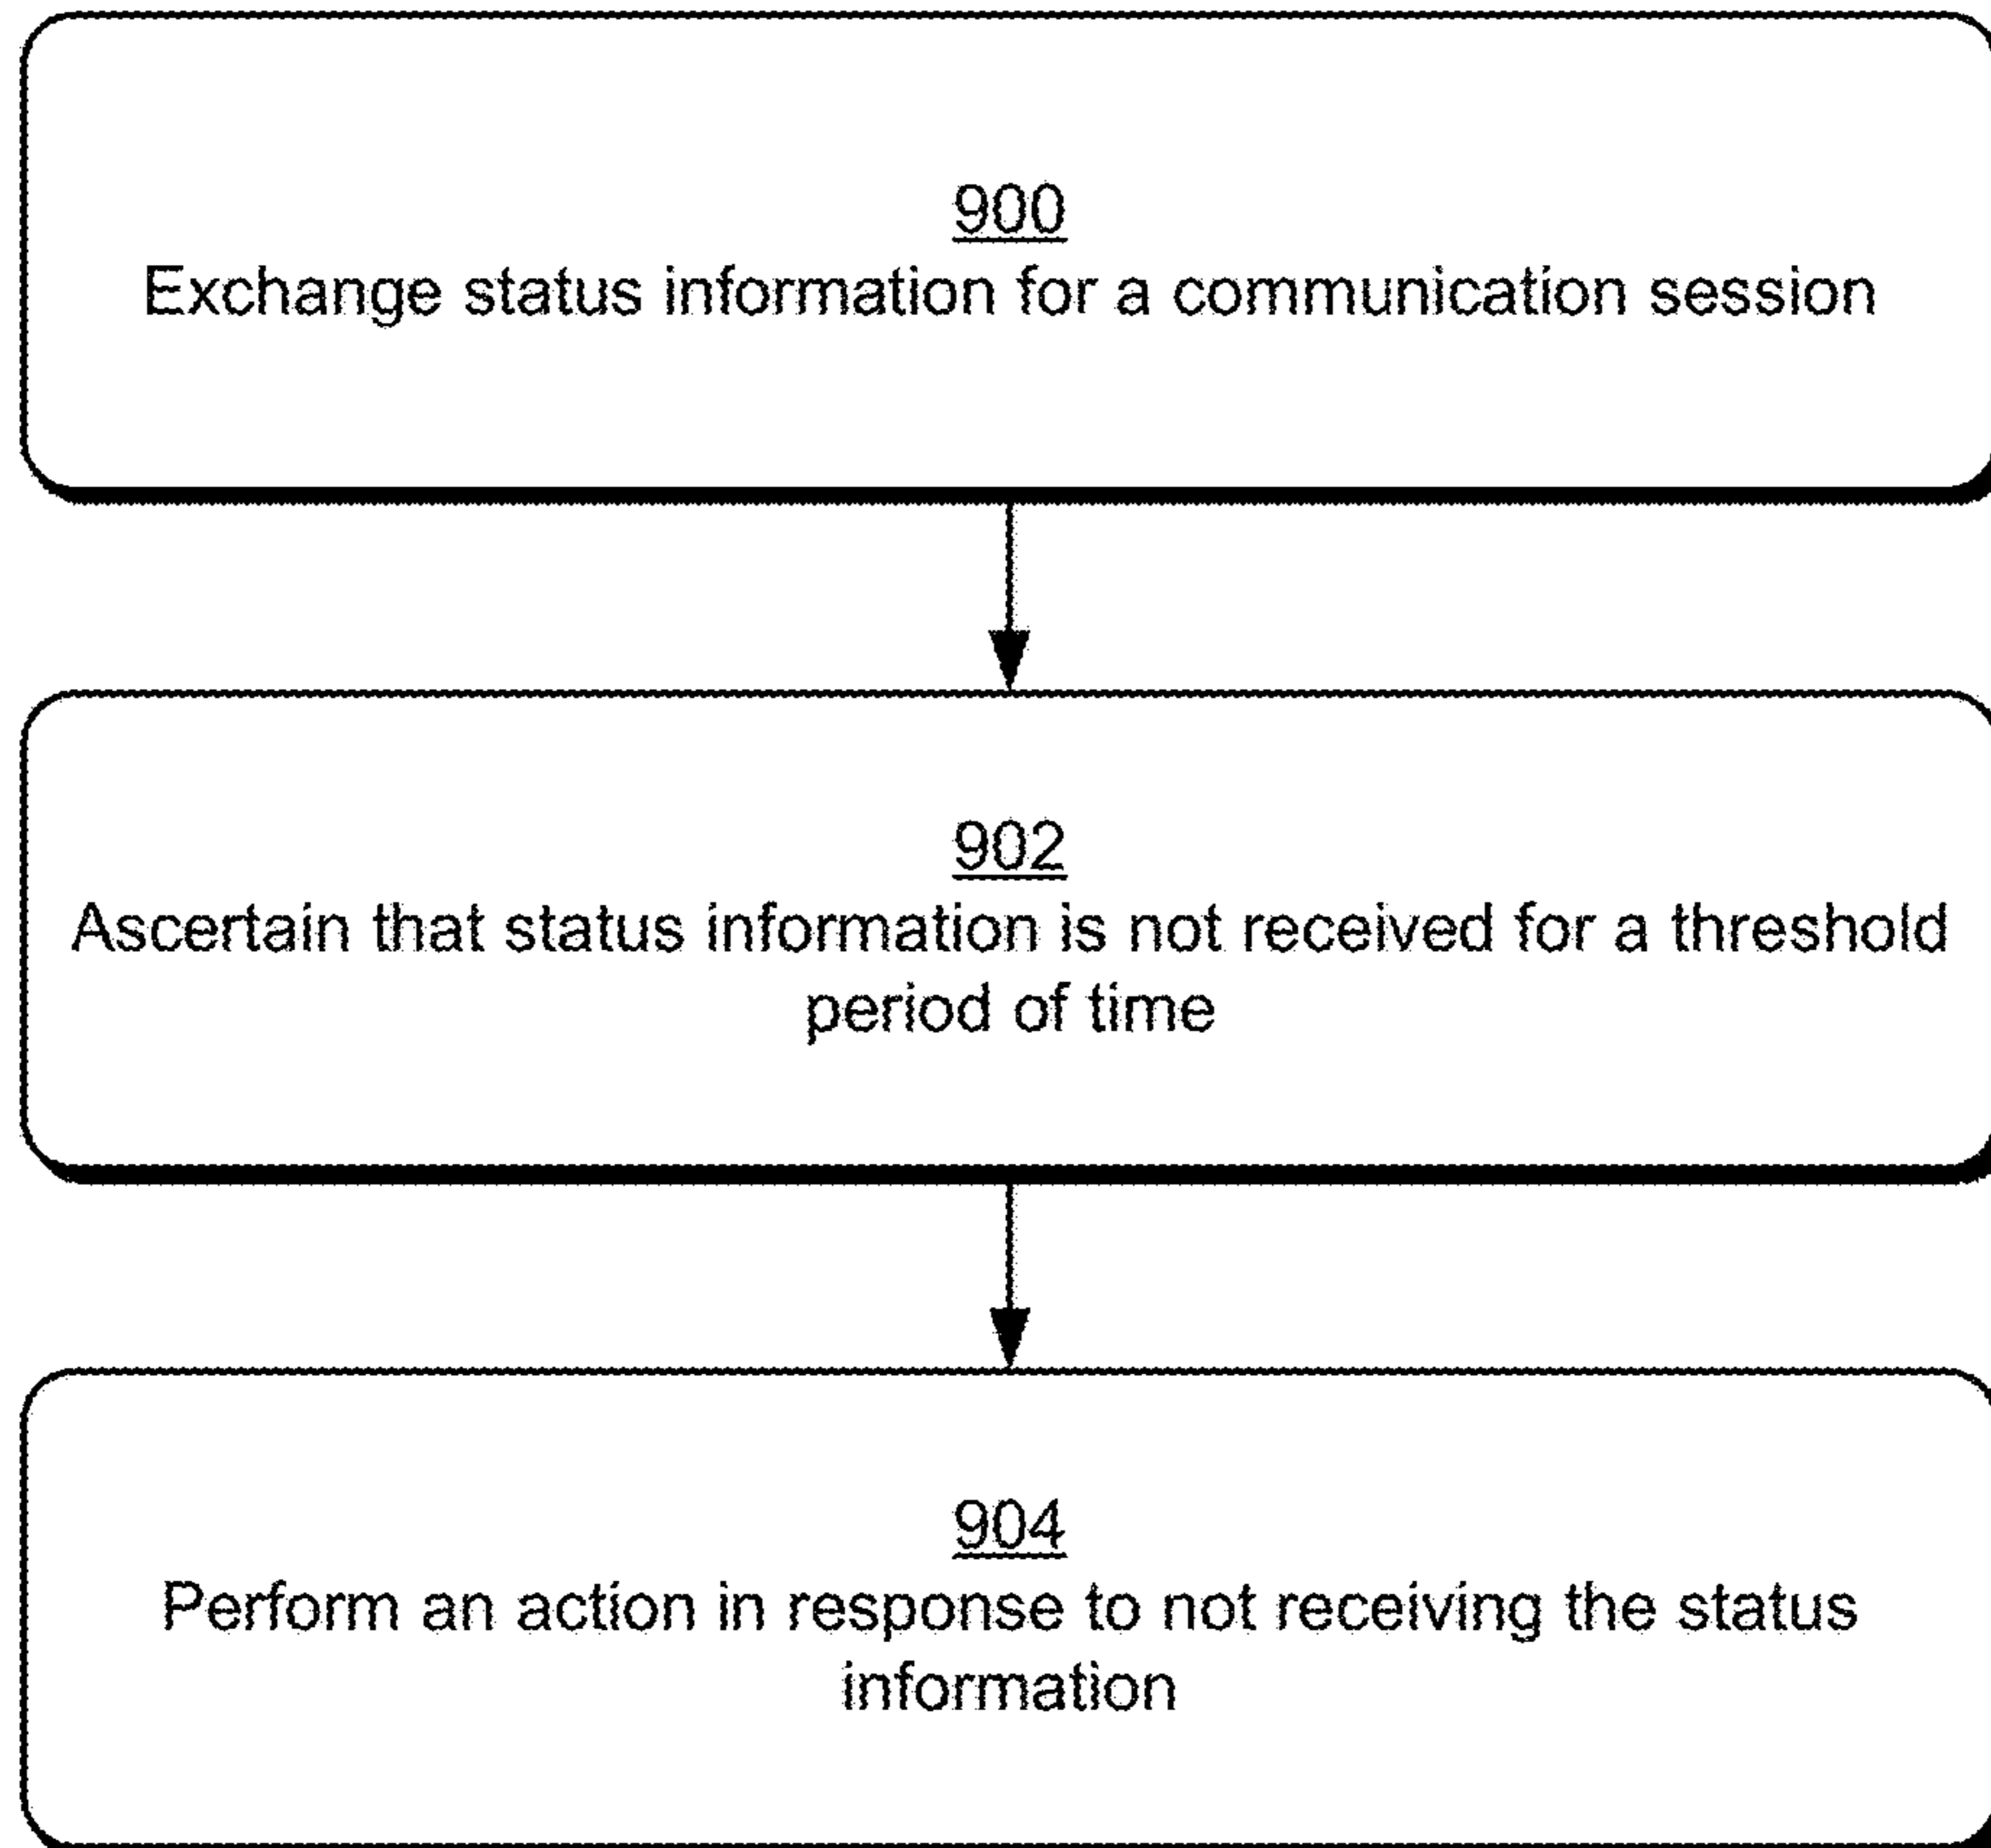 900
Exchange status information for a communication session
902
Ascertain that status information is not received for a threshold
period of time
904
Perform an action in response to not receiving the status
information